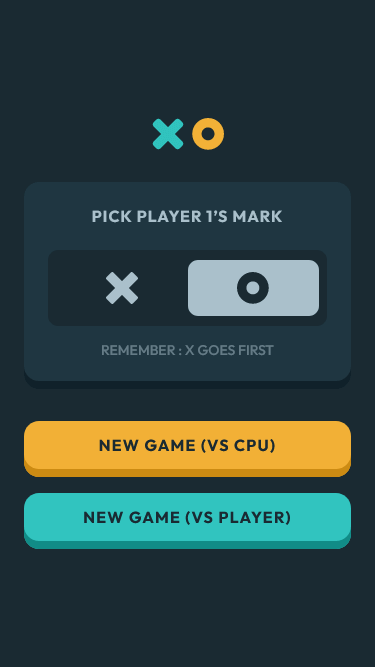 PICK PLAYER 1'S MARK
REMEMBER : X GOES FIRST
NEW GAME (VS CPU)
NEW GAME (VS PLAYER)